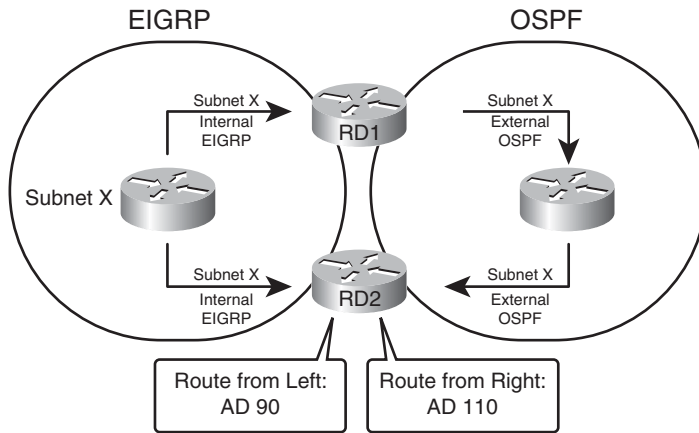 EIGRP
OSPF
Subnet X
Internal
EIGRP
RD1
Subnet X
External
OSPF
Subnet X
Subnet X
Internal
EIGRP
RD2
Subnet X
External
OSPF
Route from Left:
AD 90
Route from Right:
AD 110